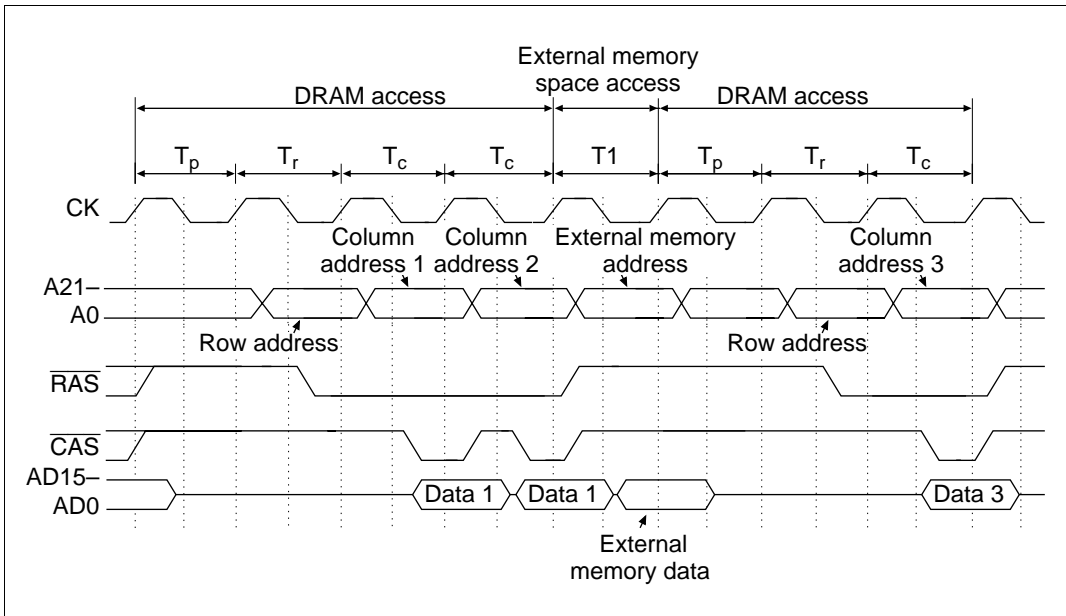 External memory
space access
DRAM access
DRAM access
Tp Tr Tc Tc T1 Tp Tr Tc
CK
Column
address 1
Column
address 2
External memory
address
Column
address 3
A21–
A0
Row address
Row address
RAS
CAS
AD15–
AD0
Data 1
Data 1
Data 3
External
memory data